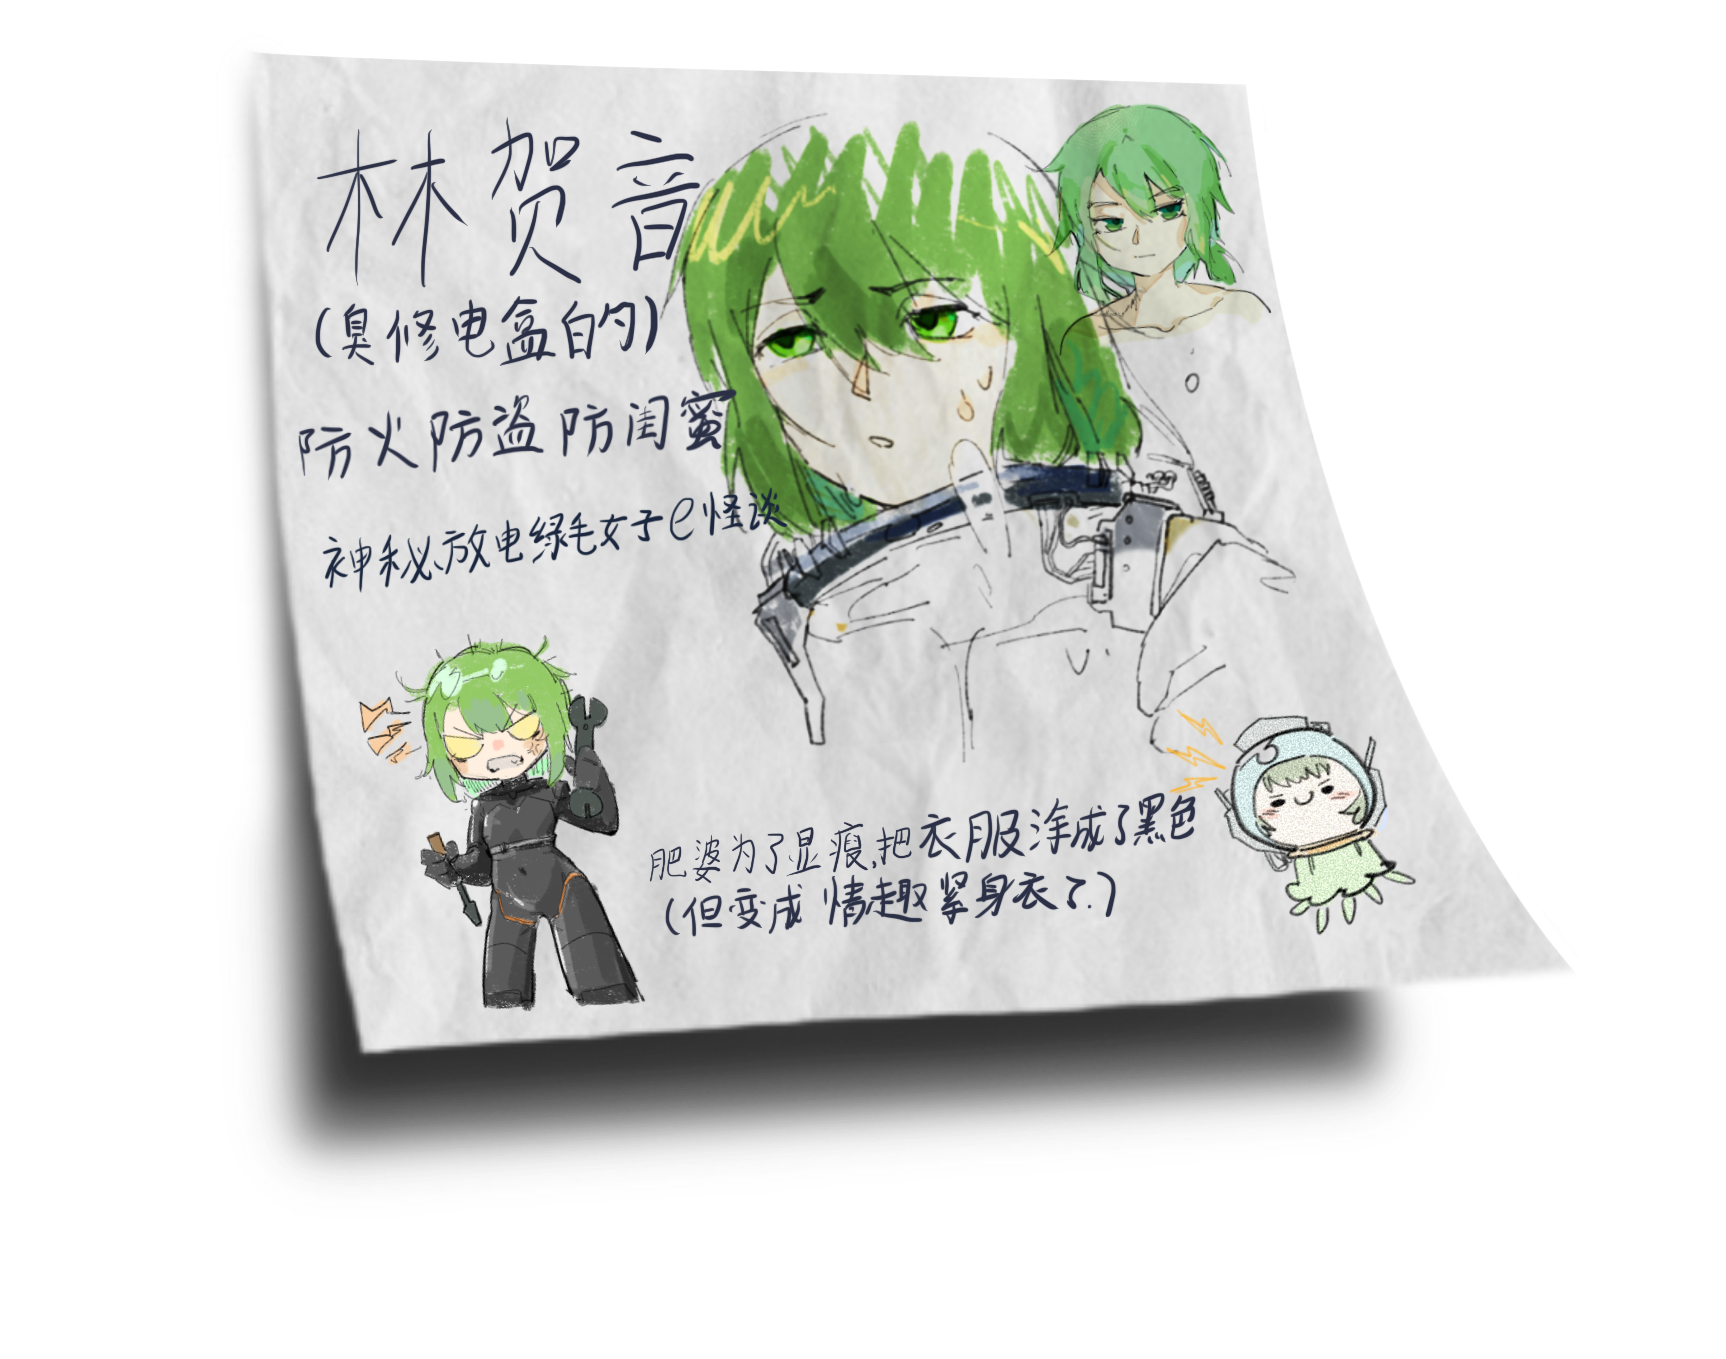 林贺音
(臭修电盒的)
防火防盗防闺蜜
神秘放电绿毛女子e怪谈
肥婆为了显瘦,把衣服涂成了黑色
(但变成情趣紧身衣了.)